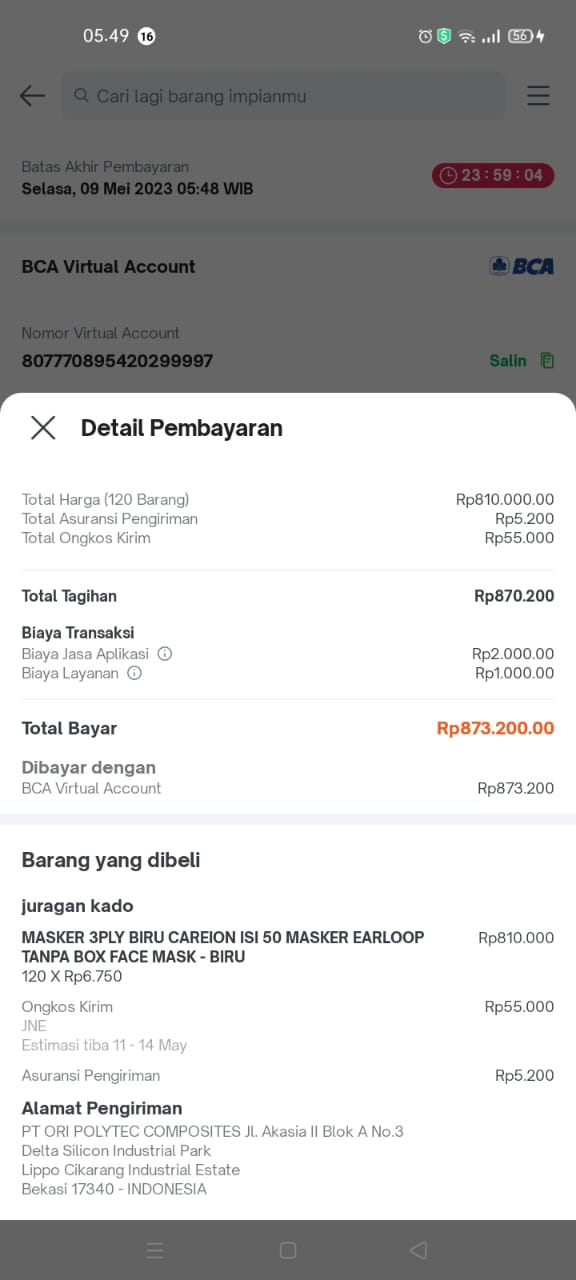 05.49 16
56
Cari lagi barang impianmu
Batas Akhir Pembayaran
Selasa, 09 Mei 2023 05:48 WIB
23 : 59 : 04
BCA Virtual Account
BCA
Nomor Virtual Account
807770895420299997
Salin
Detail Pembayaran
Total Harga (120 Barang) Rp810.000.00
Total Asuransi Pengiriman Rp5.200
Total Ongkos Kirim Rp55.000
Total Tagihan Rp870.200
Biaya Transaksi
Biaya Jasa Aplikasi Rp2.000.00
Biaya Layanan Rp1.000.00
Total Bayar Rp873.200.00
Dibayar dengan
BCA Virtual Account Rp873.200
Barang yang dibeli
juragan kado
MASKER 3PLY BIRU CAREION ISI 50 MASKER EARLOOP Rp810.000
TANPA BOX FACE MASK - BIRU
120 X Rp6.750
Ongkos Kirim Rp55.000
JNE
Estimasi tiba 11 - 14 May
Asuransi Pengiriman Rp5.200
Alamat Pengiriman
PT ORI POLYTEC COMPOSITES Jl. Akasia II Blok A No.3
Delta Silicon Industrial Park
Lippo Cikarang Industrial Estate
Bekasi 17340 - INDONESIA